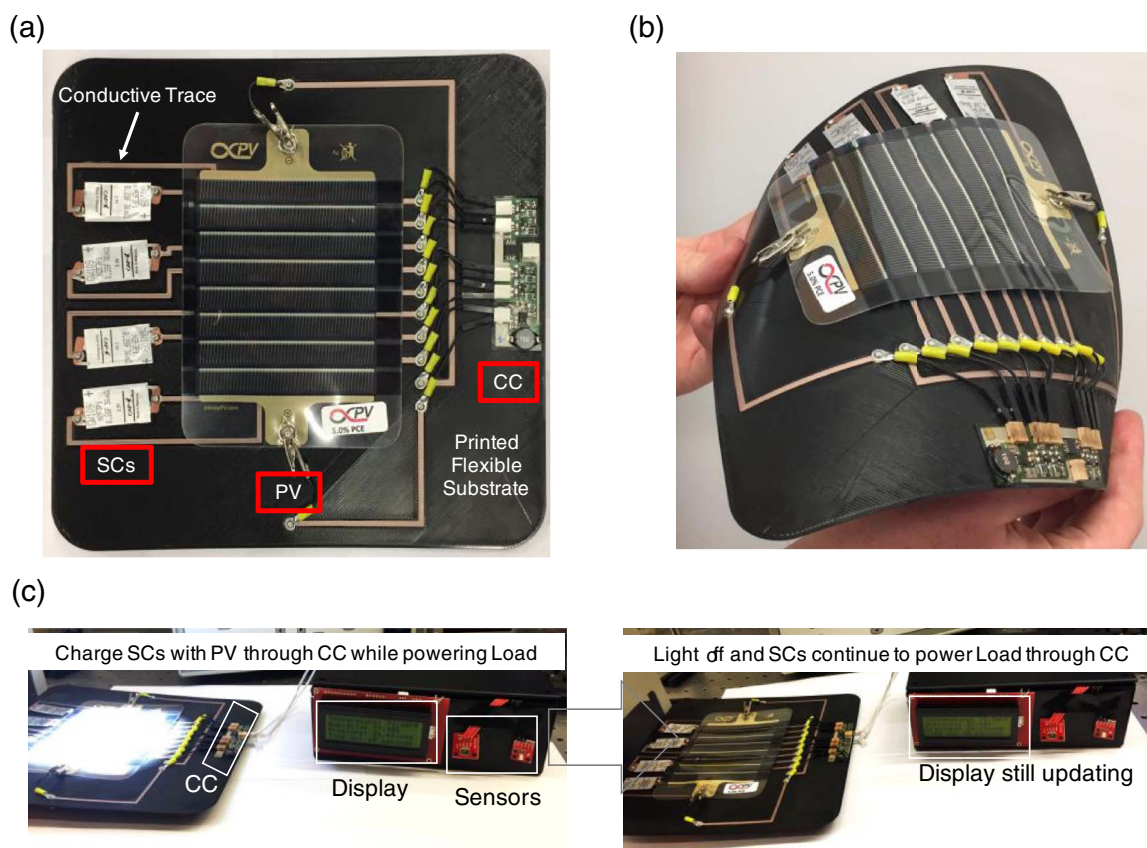 (a)
(b)
Conductive Trace
PV
CC
SCs
PV
5.0% PCE
Printed
Flexible
Substrate
PV
5.0% PCE
(c)
Charge SCs with PV through CC while powering Load
Light off and SCs continue to power Load through CC
CC
Display
Sensors
Display still updating